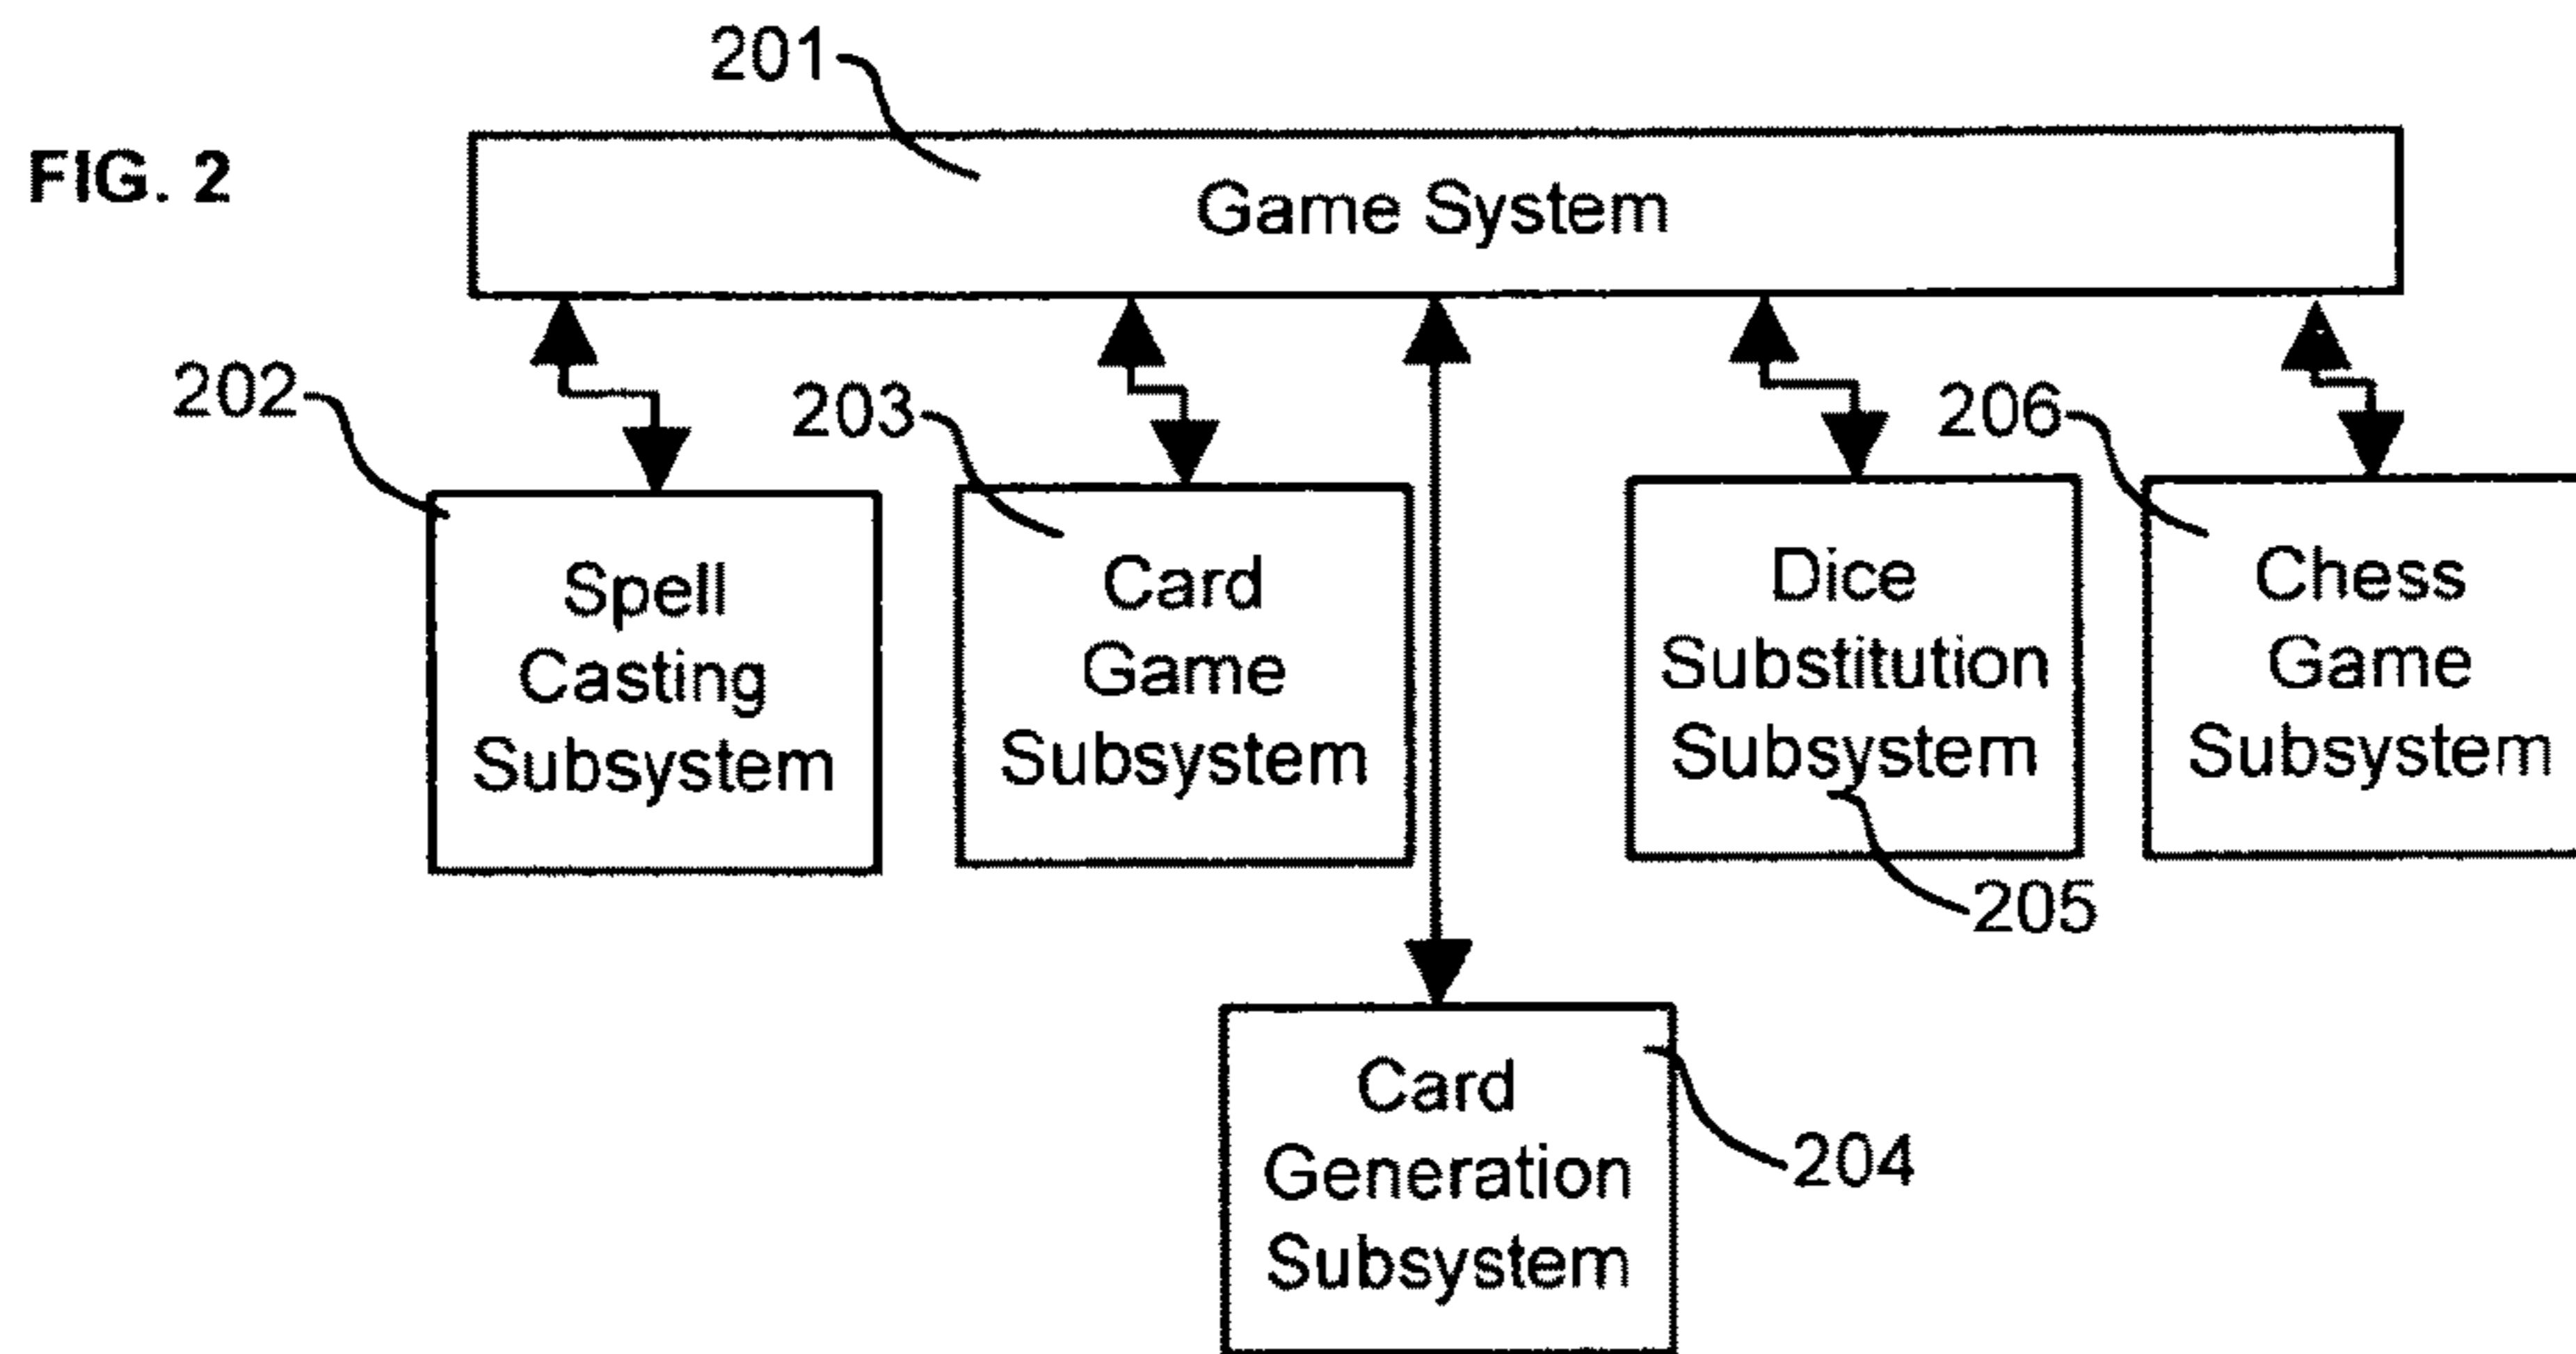 201
FIG. 2
Game System
202
203
206
Spell
Casting
Subsystem
Card
Game
Subsystem
Dice
Substitution
Subsystem
Chess
Game
Subsystem
205
Card
Generation
Subsystem
204